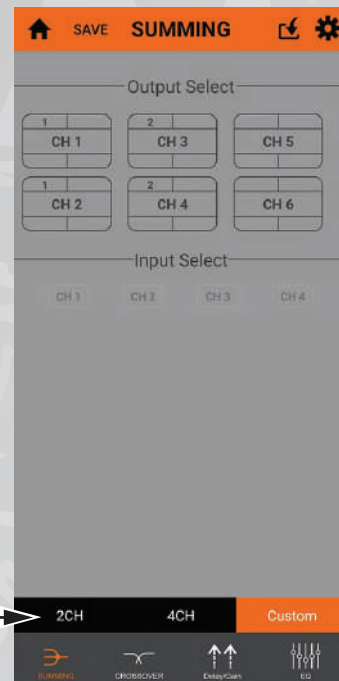 SAVE SUMMING
Output Select
1 2
CH 1 CH 3 CH 5
1 2
CH 2 CH 4 CH 6
Input Select
CH 1 CH 2 CH 3 CH 4
2CH 4CH Custom
SUMMING CROSSOVER Delay/Gain EQ